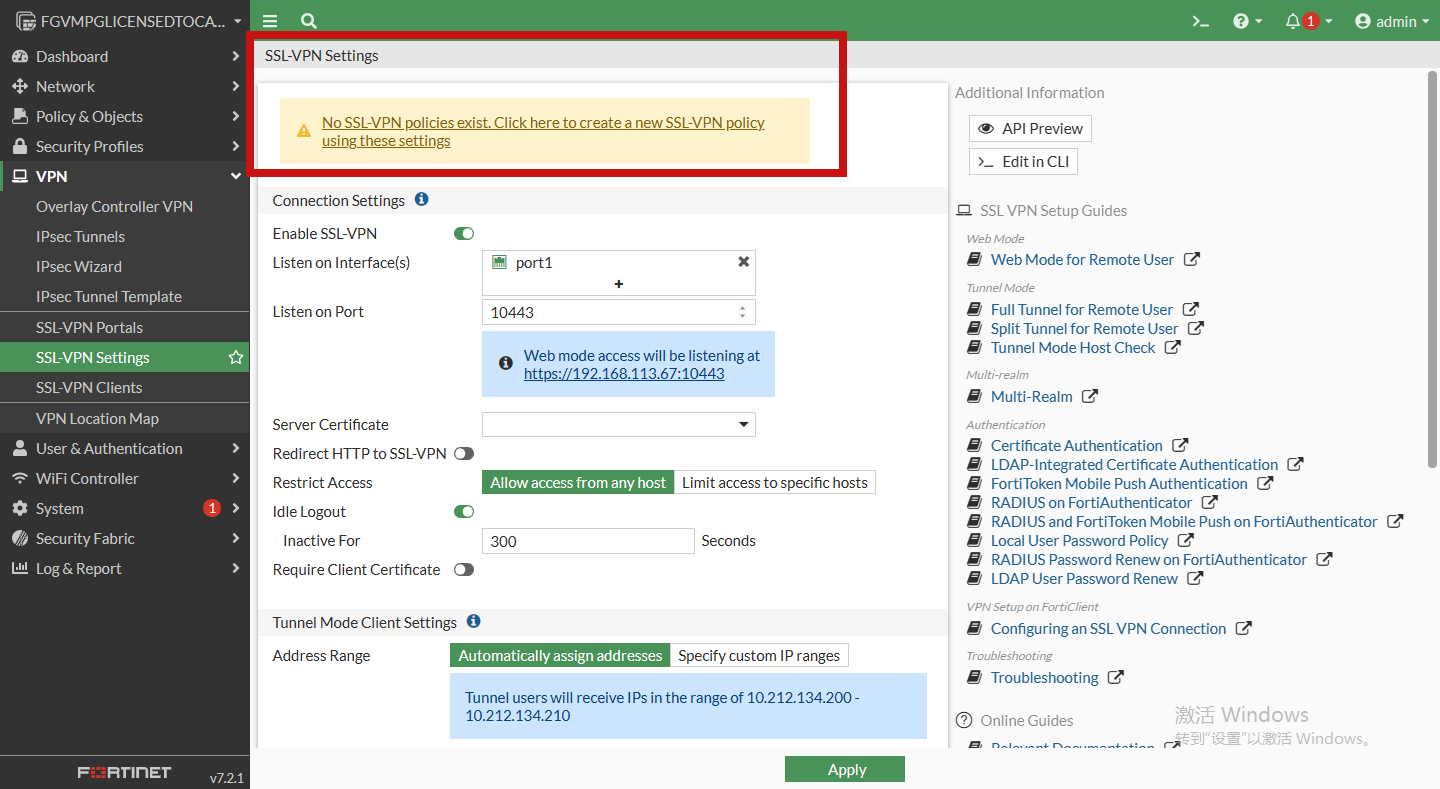 FGVMPGLICENSEDTOCA...
1
admin
Dashboard
Network
Policy & Objects
Security Profiles
VPN
Overlay Controller VPN
IPsec Tunnels
IPsec Wizard
IPsec Tunnel Template
SSL-VPN Portals
SSL-VPN Settings
SSL-VPN Clients
VPN Location Map
User & Authentication
WiFi Controller
System
1
Security Fabric
Log & Report
FORTINET
v7.2.1
SSL-VPN Settings
No SSL-VPN policies exist. Click here to create a new SSL-VPN policy
using these settings
Connection Settings
Enable SSL-VPN
Listen on Interface(s)
port1
+
Listen on Port
10443
Web mode access will be listening at
https://192.168.113.67:10443
Server Certificate
Redirect HTTP to SSL-VPN
Restrict Access
Allow access from any host
Limit access to specific hosts
Idle Logout
Inactive For
300
Seconds
Require Client Certificate
Tunnel Mode Client Settings
Address Range
Automatically assign addresses
Specify custom IP ranges
Tunnel users will receive IPs in the range of 10.212.134.200 -
10.212.134.210
Apply
Additional Information
API Preview
Edit in CLI
SSL VPN Setup Guides
Web Mode
Web Mode for Remote User
Tunnel Mode
Full Tunnel for Remote User
Split Tunnel for Remote User
Tunnel Mode Host Check
Multi-realm
Multi-Realm
Authentication
Certificate Authentication
LDAP-Integrated Certificate Authentication
FortiToken Mobile Push Authentication
RADIUS on FortiAuthenticator
RADIUS and FortiToken Mobile Push on FortiAuthenticator
Local User Password Policy
RADIUS Password Renew on FortiAuthenticator
LDAP User Password Renew
VPN Setup on FortiClient
Configuring an SSL VPN Connection
Troubleshooting
Troubleshooting
Online Guides
Relevant Documentation
激活 Windows
转到"设置"以激活 Windows。